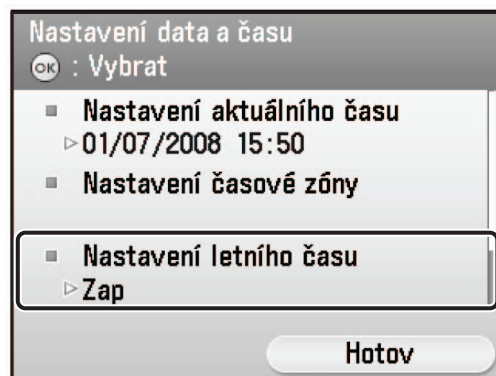 Nastavení data a času
OK : Vybrat
Nastavení aktuálního času
01/07/2008 15:50
Nastavení časové zóny
Nastavení letního času
Zap
Hotov